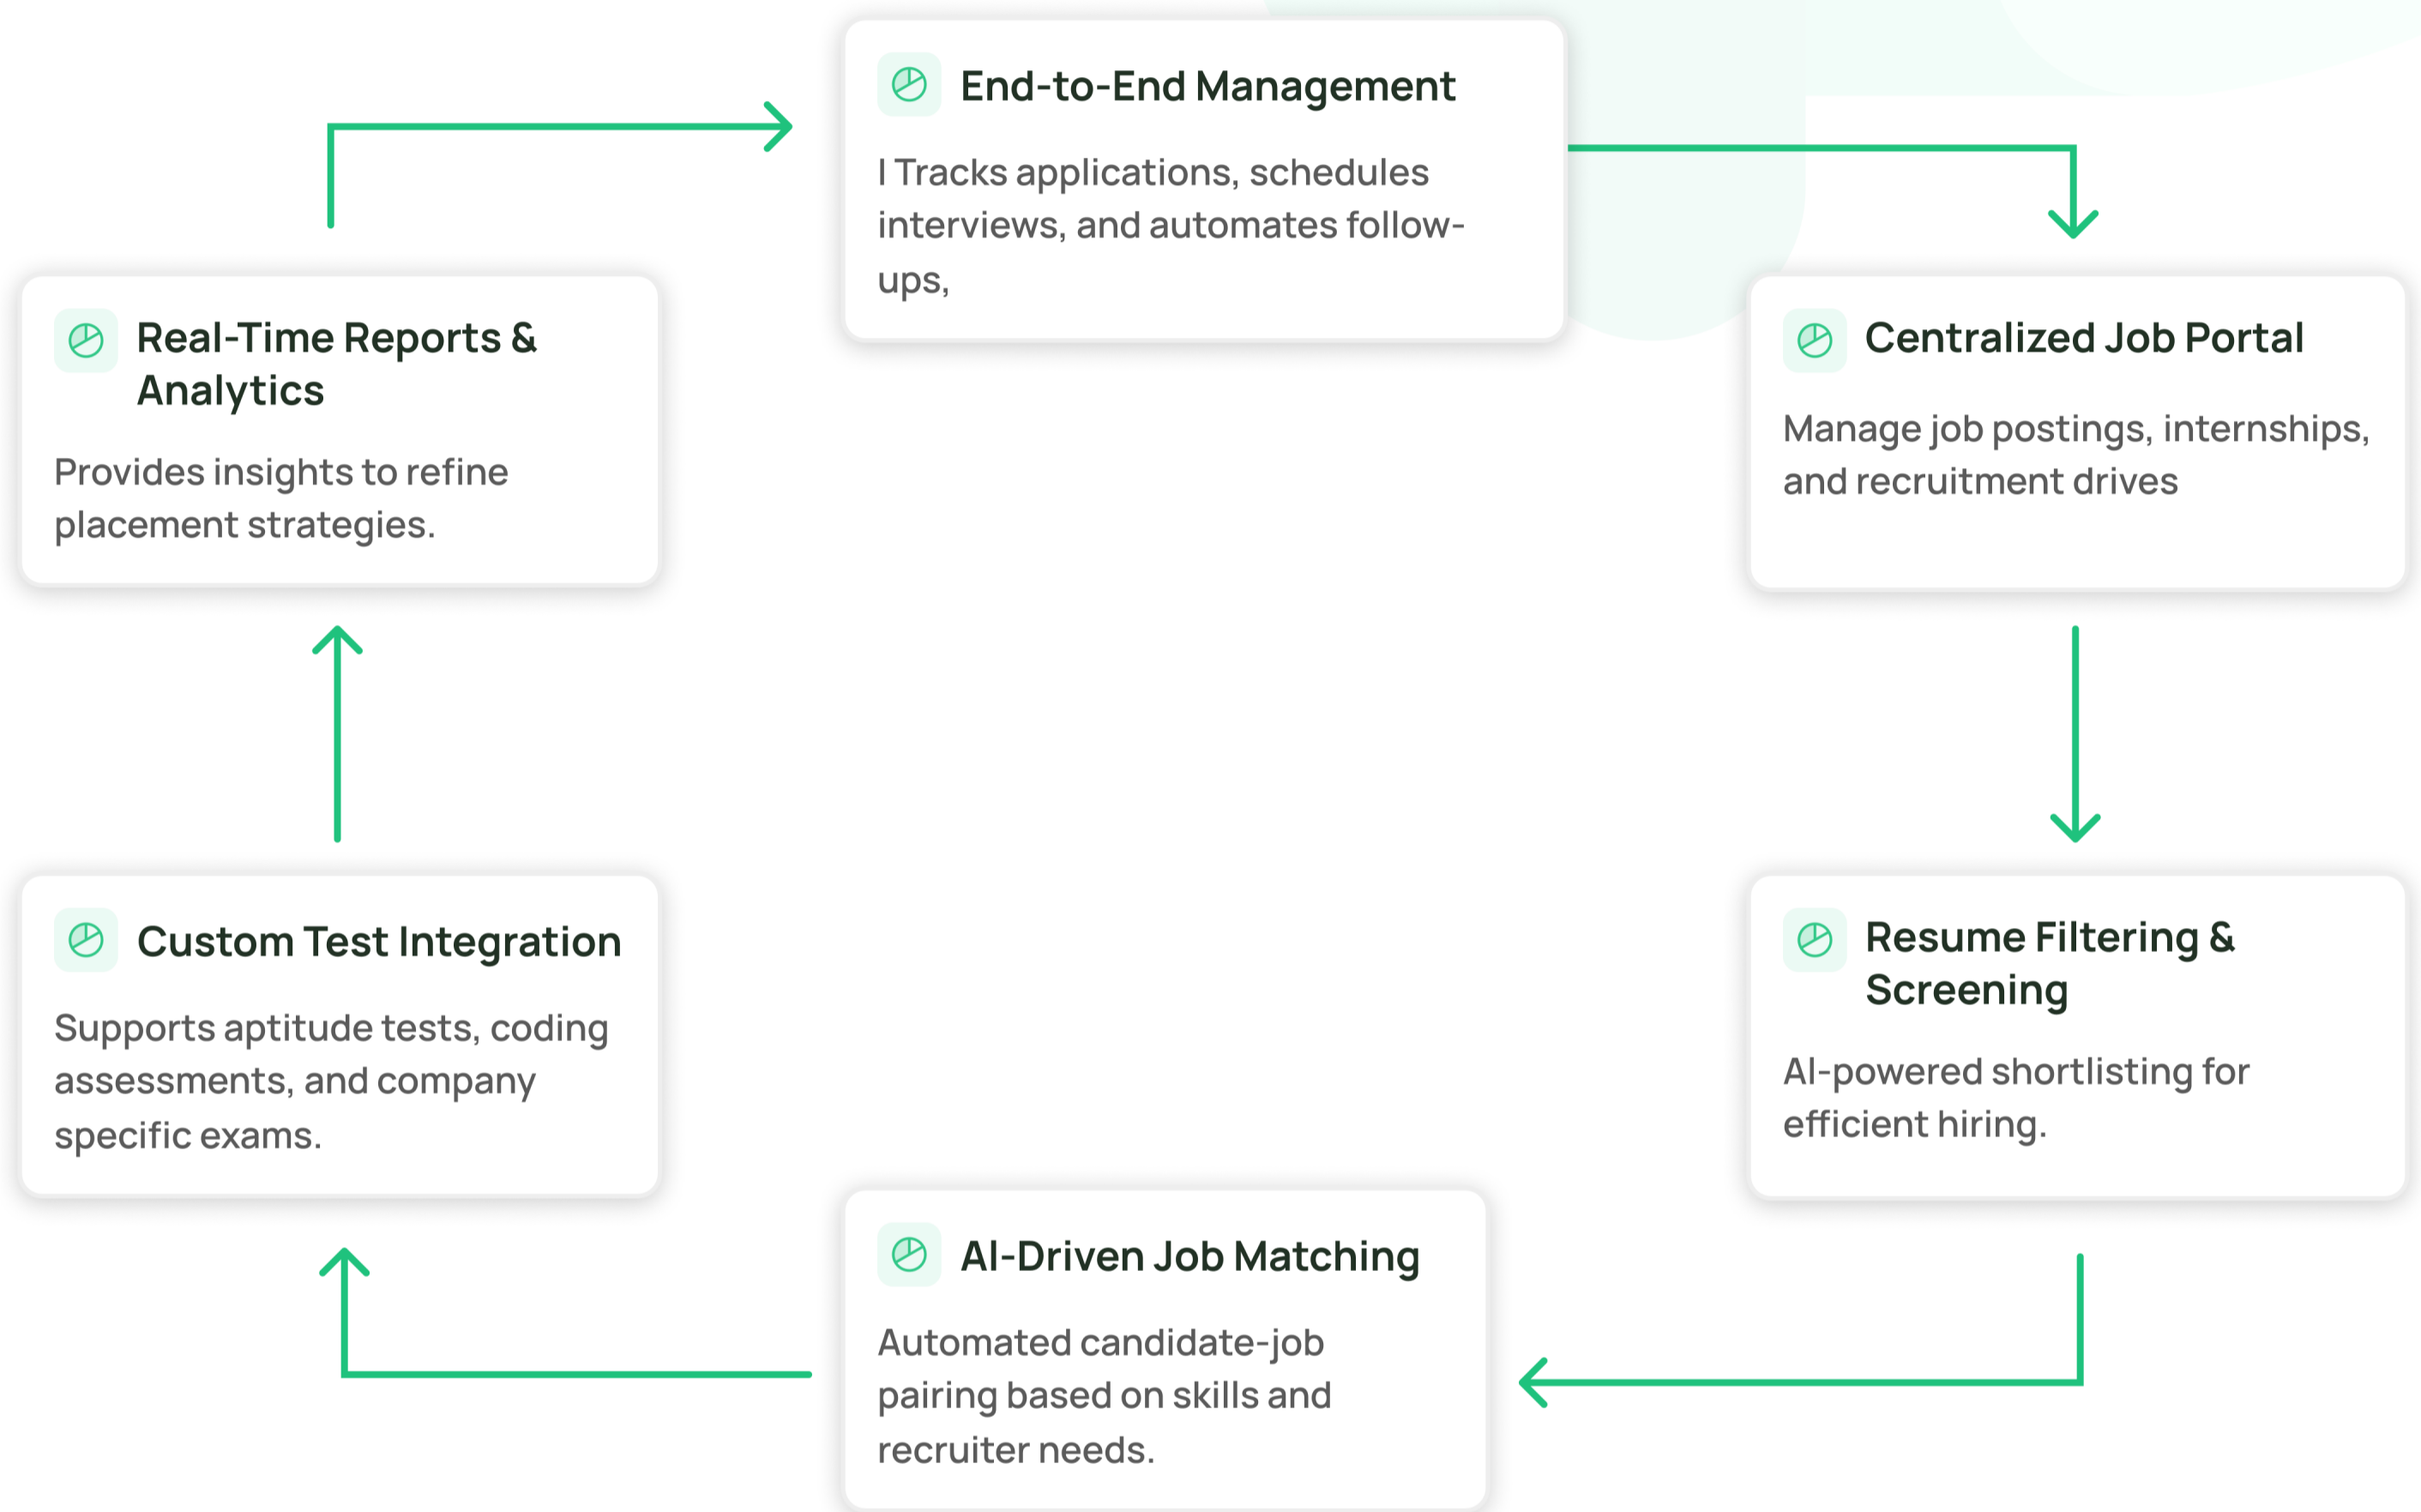 End-to-End Management
I Tracks applications, schedules
interviews, and automates follow-
ups,
Real-Time Reports &
Analytics
Provides insights to refine
placement strategies.
Centralized Job Portal
Manage job postings, internships,
and recruitment drives
Custom Test Integration
Supports aptitude tests, coding
assessments, and company
specific exams.
Resume Filtering &
Screening
AI-powered shortlisting for
efficient hiring.
AI-Driven Job Matching
Automated candidate-job
pairing based on skills and
recruiter needs.